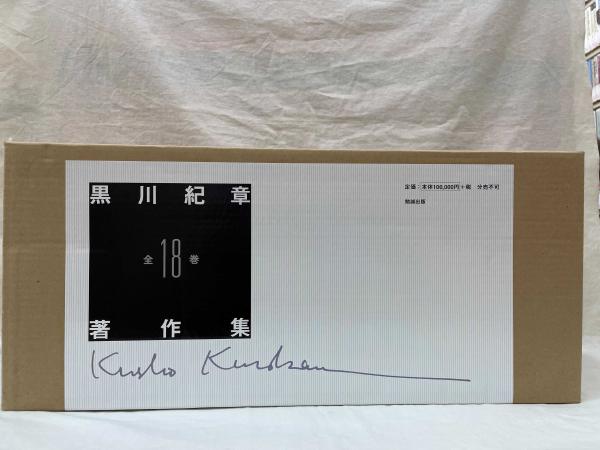 黒川紀章
全18巻
著作集
定価：本体100,000円＋税　分売不可
勉誠出版
Kisho Kurokawa